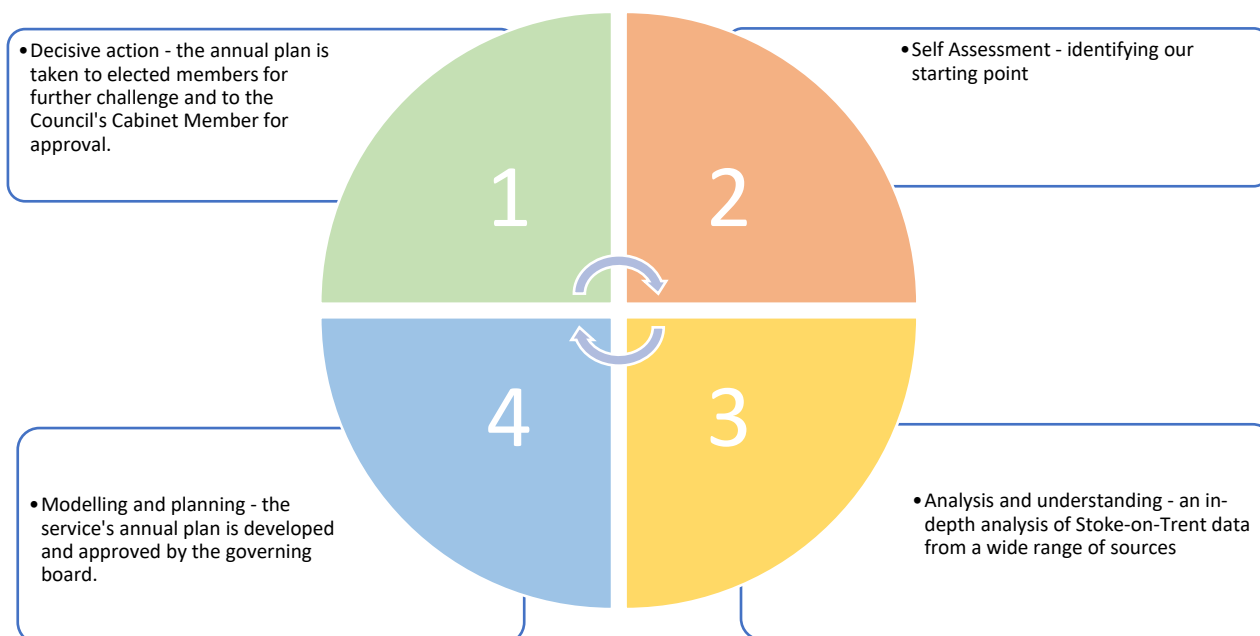 •Decisive action - the annual plan is
taken to elected members for
further challenge and to the
Council's Cabinet Member for
approval.
1
2
•Self Assessment - identifying our
starting point
4
•Modelling and planning - the
service's annual plan is developed
and approved by the governing
board.
3
•Analysis and understanding - an in-
depth analysis of Stoke-on-Trent data
from a wide range of sources